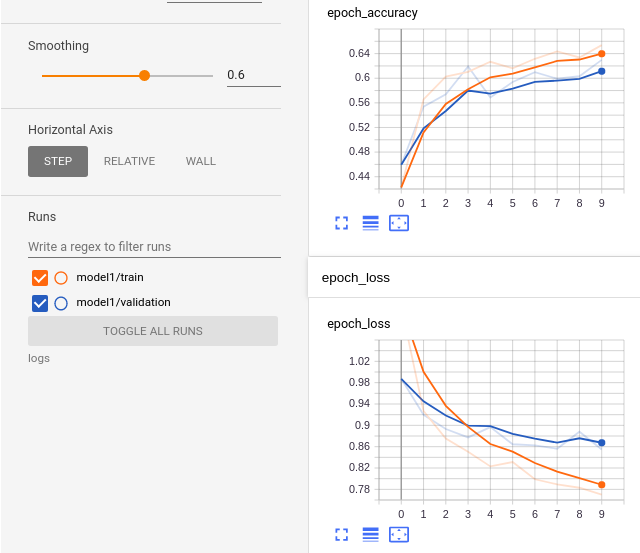 Smoothing
0.6
Horizontal Axis
STEP RELATIVE WALL
Runs
Write a regex to filter runs
model1/train
model1/validation
TOGGLE ALL RUNS
logs
epoch_accuracy
0.64
0.6
0.56
0.52
0.48
0.44
0 1 2 3 4 5 6 7 8 9
epoch_loss
epoch_loss
1.02
0.98
0.94
0.9
0.86
0.82
0.78
0 1 2 3 4 5 6 7 8 9